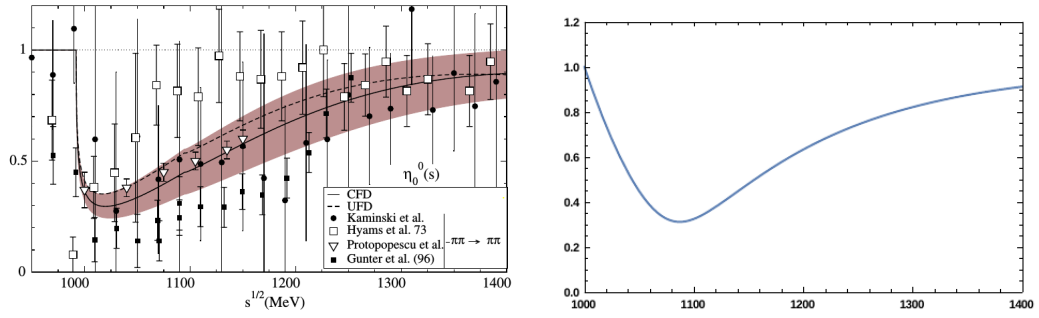 1
0.5
0
1000
1100
1200
1300
1400
s^1/2(MeV)
η_0^0(s)
CFD
UFD
Kaminski et al.
Hyams et al. 73
Protopopescu et al.
Gunter et al. (96)
ππ → ππ
1.2
1.0
0.8
0.6
0.4
0.2
0.0
1000
1100
1200
1300
1400